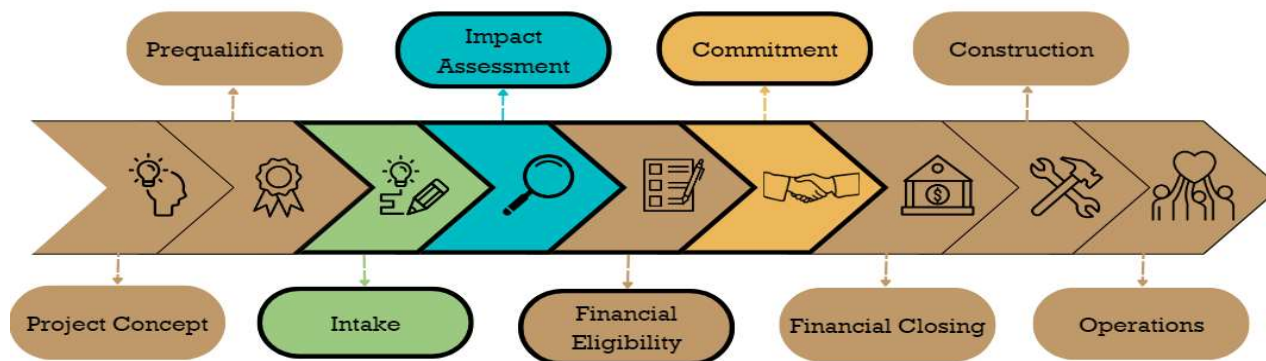 Prequalification
Impact
Assessment
Commitment
Construction
$
Project Concept
Intake
Financial
Eligibility
Financial Closing
Operations